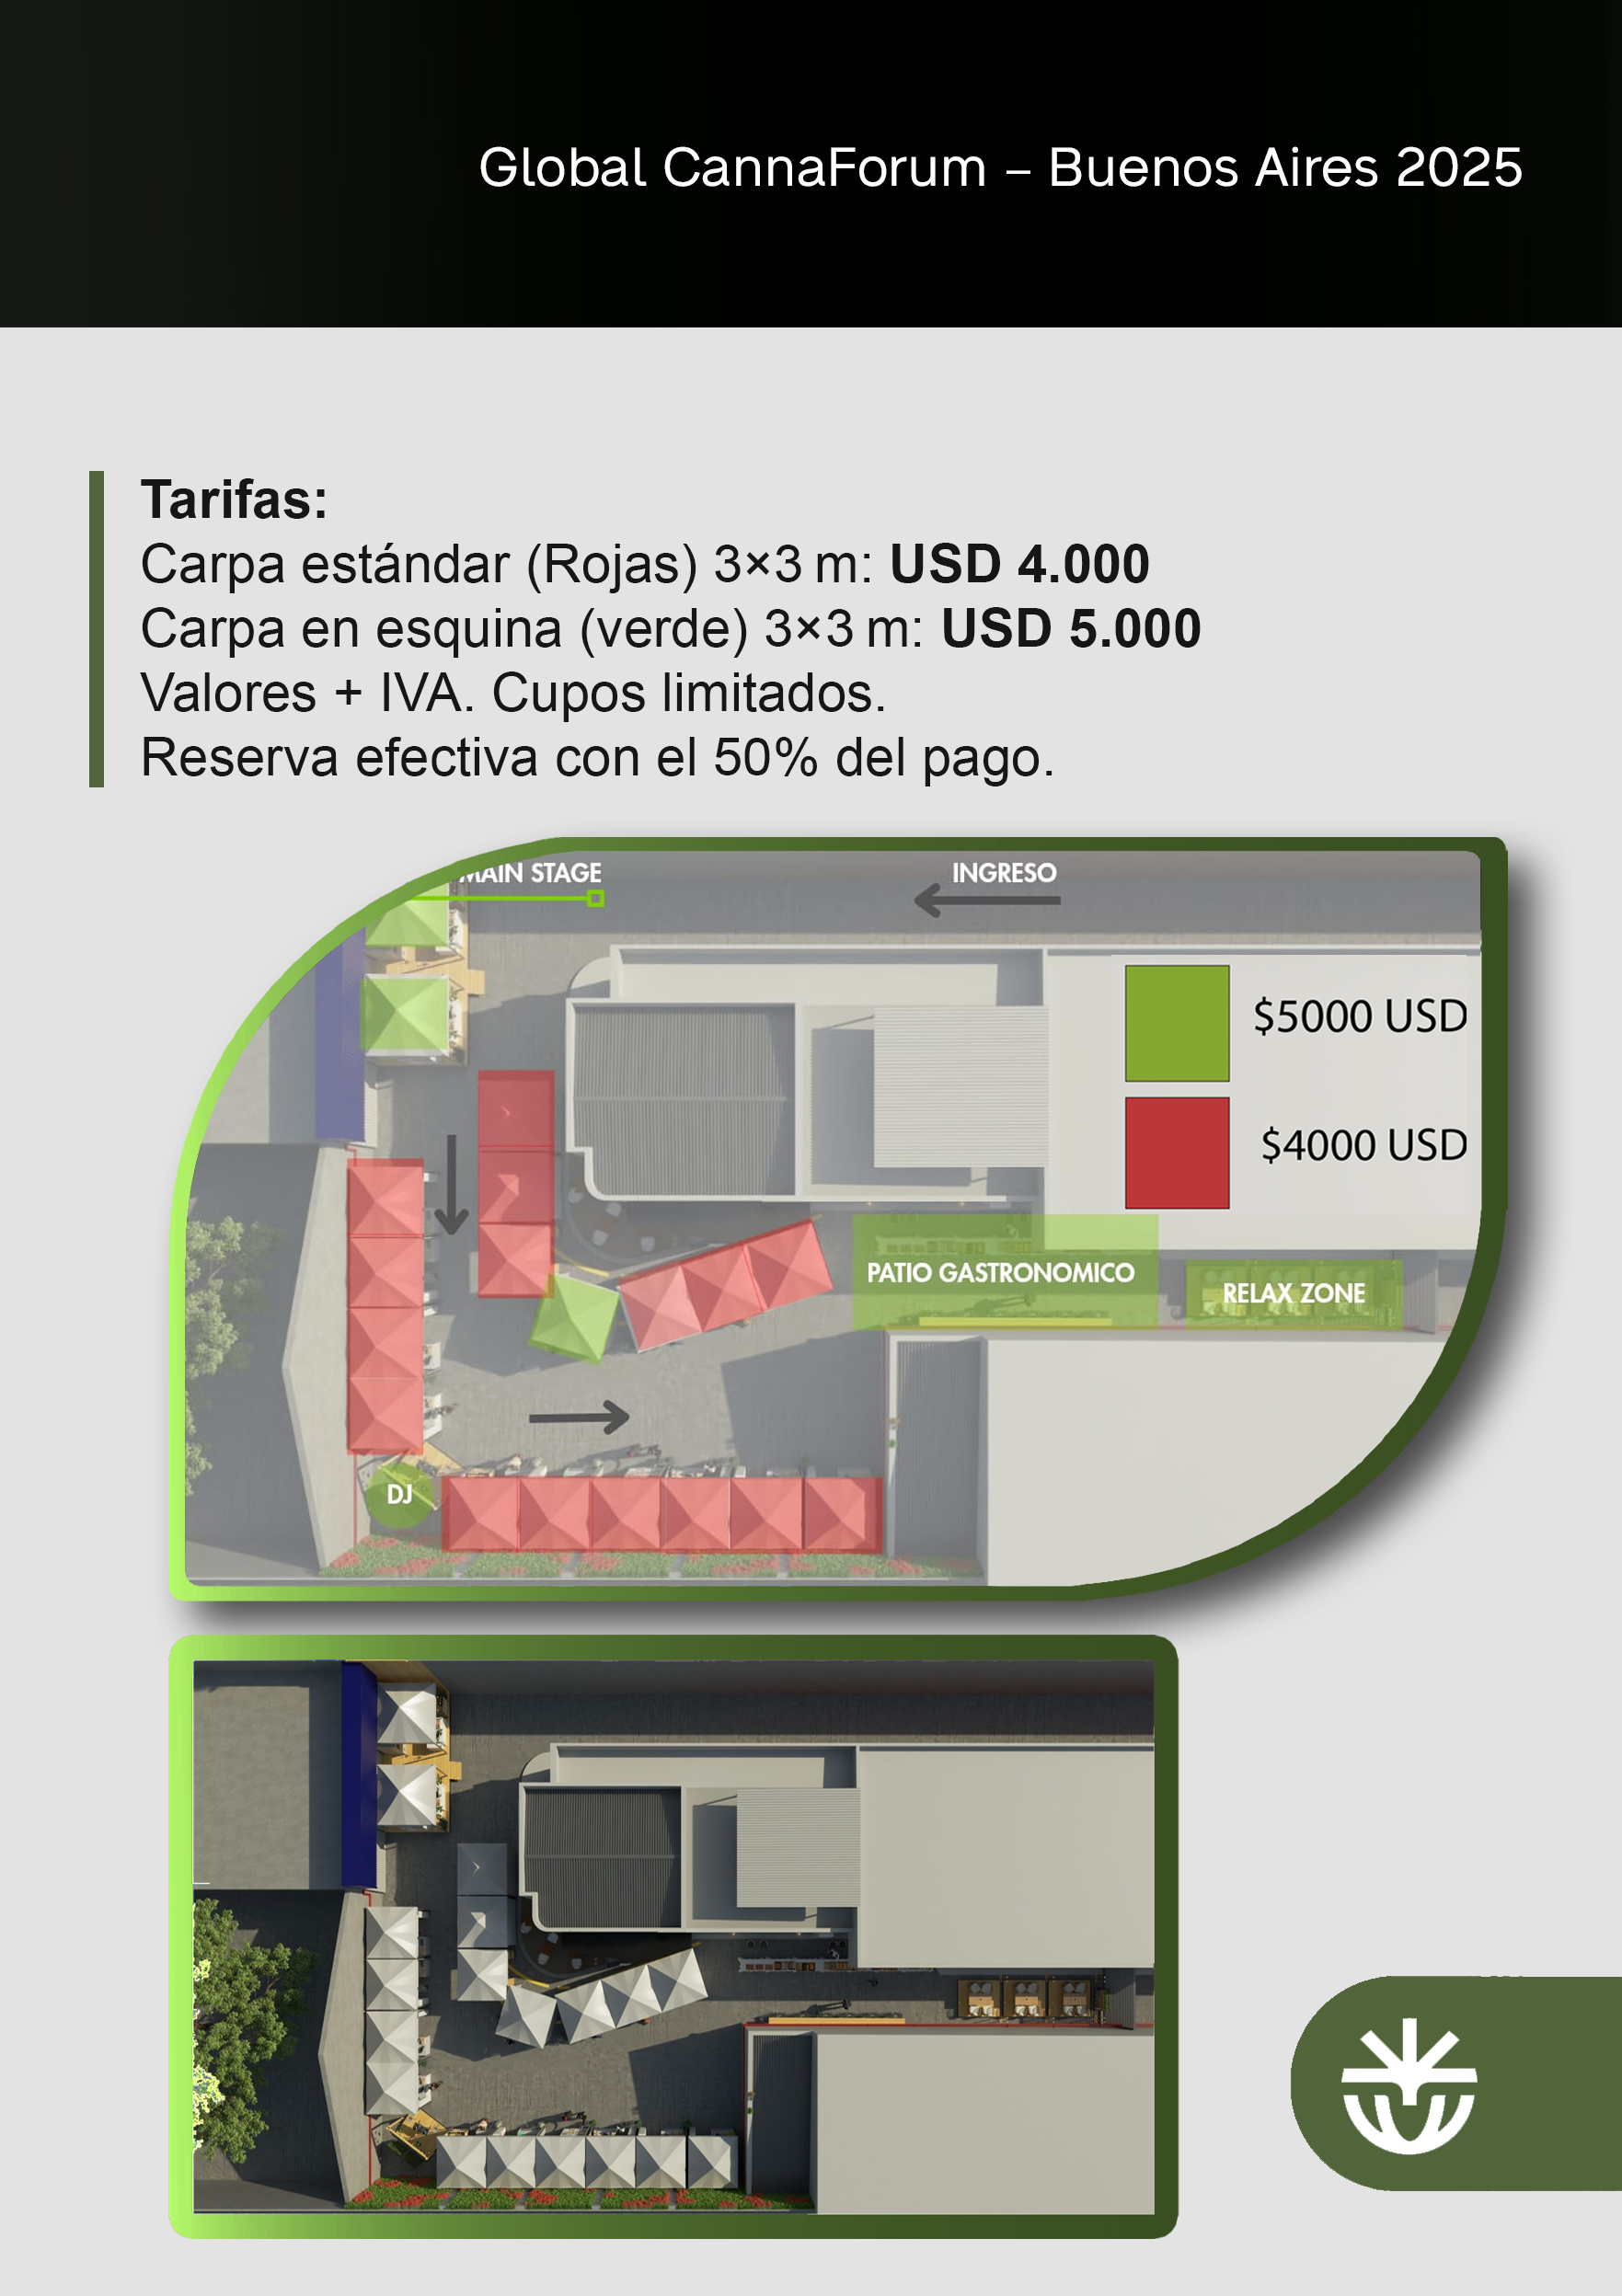 Global CannaForum – Buenos Aires 2025
Tarifas:
Carpa estándar (Rojas) 3×3 m: USD 4.000
Carpa en esquina (verde) 3×3 m: USD 5.000
Valores + IVA. Cupos limitados.
Reserva efectiva con el 50% del pago.
MAIN STAGE
INGRESO
$5000 USD
$4000 USD
PATIO GASTRONOMICO
RELAX ZONE
DJ